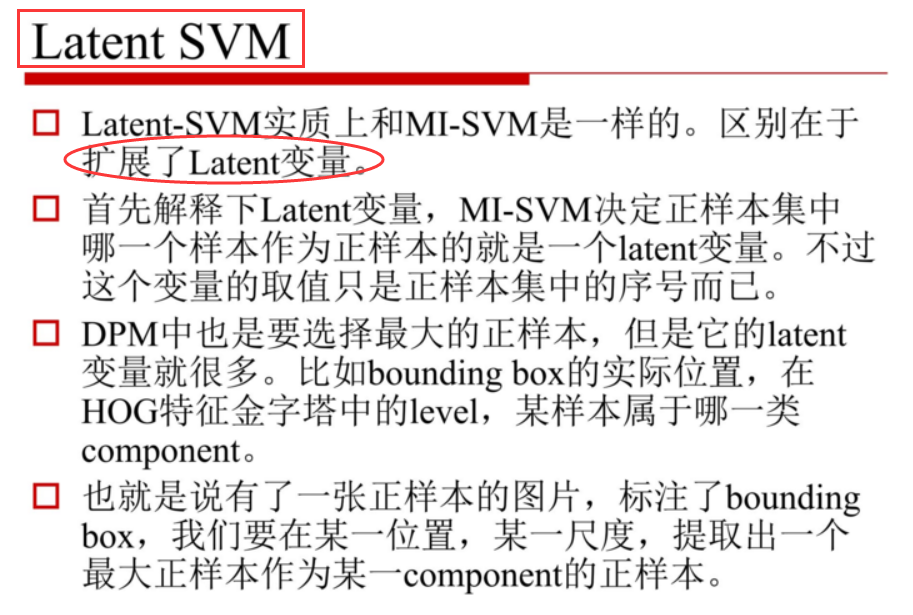 Latent SVM
Latent-SVM实质上和MI-SVM是一样的。区别在于
扩展了Latent变量。
首先解释下Latent变量，MI-SVM决定正样本集中
哪一个样本作为正样本的就是一个latent变量。不过
这个变量的取值只是正样本集中的序号而已。
DPM中也是要选择最大的正样本，但是它的latent
变量就很多。比如bounding box的实际位置，在
HOG特征金字塔中的level，某样本属于哪一类
component。
也就是说有了一张正样本的图片，标注了bounding
box，我们要在某一位置，某一尺度，提取出一个
最大正样本作为某一component的正样本。